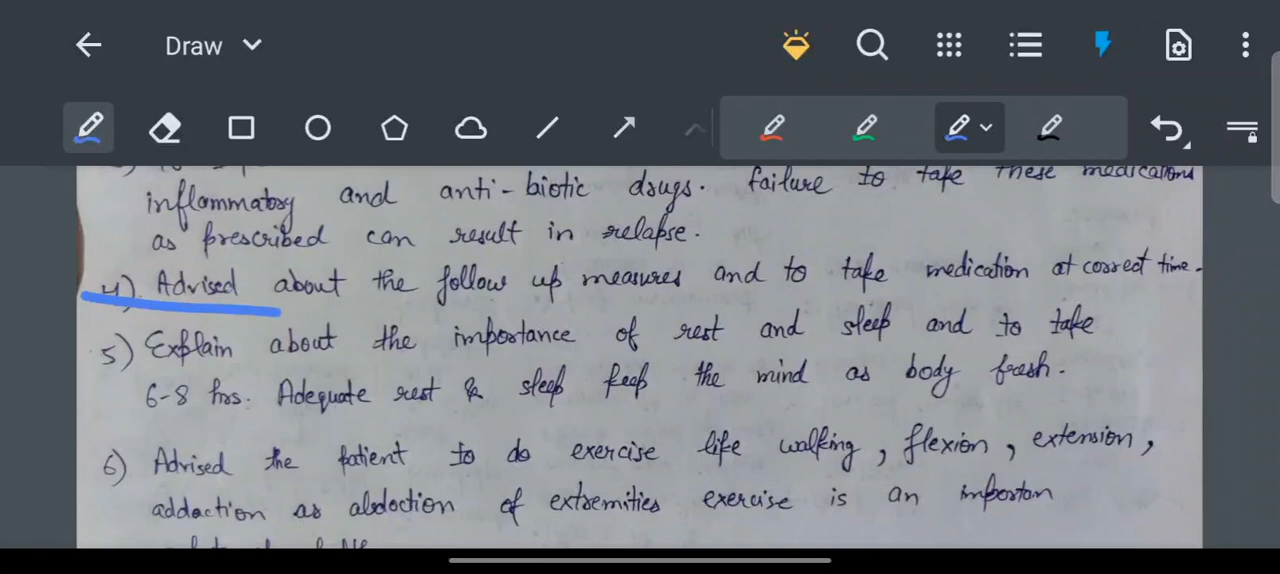 Draw
inflammatory and anti-biotic drugs. failure to take these medications
as prescribed can result in relapse.
4) Advised about the follow up measures and to take medication at correct time.
5) Explain about the importance of rest and sleep and to take
6-8 hrs. Adequate rest & sleep keep the mind as body fresh.
6) Advised the patient to do exercise like walking, flexion, extension,
addaction as abdoction of extremities exercise is an importan